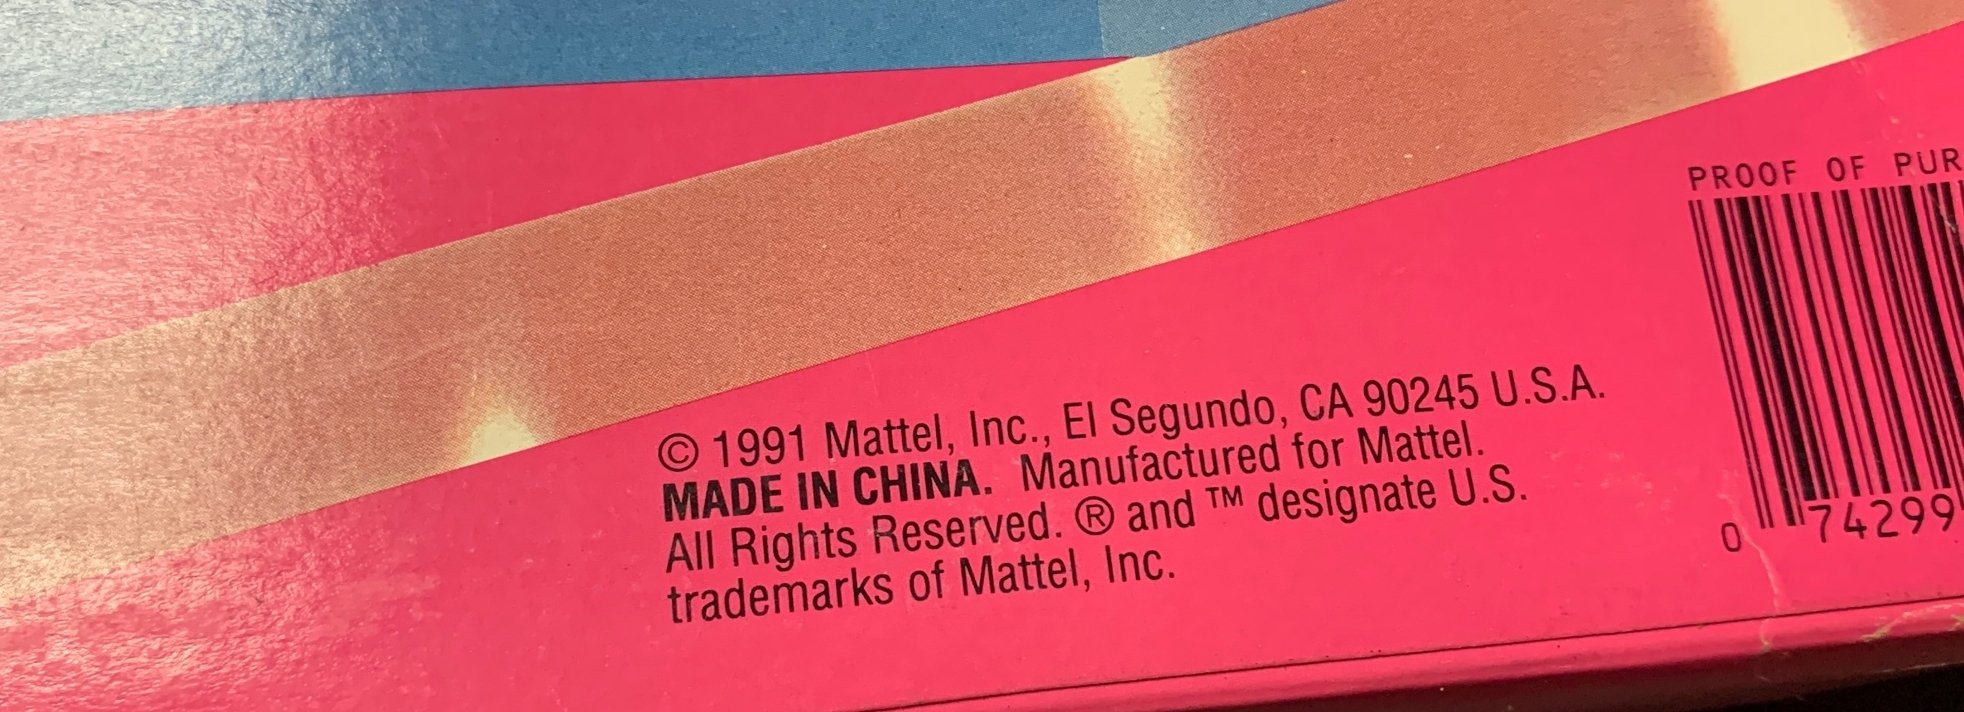 PROOF OF PUR
© 1991 Mattel, Inc., El Segundo, CA 90245 U.S.A.
MADE IN CHINA. Manufactured for Mattel.
All Rights Reserved. ® and ™ designate U.S.
trademarks of Mattel, Inc.
0 74299